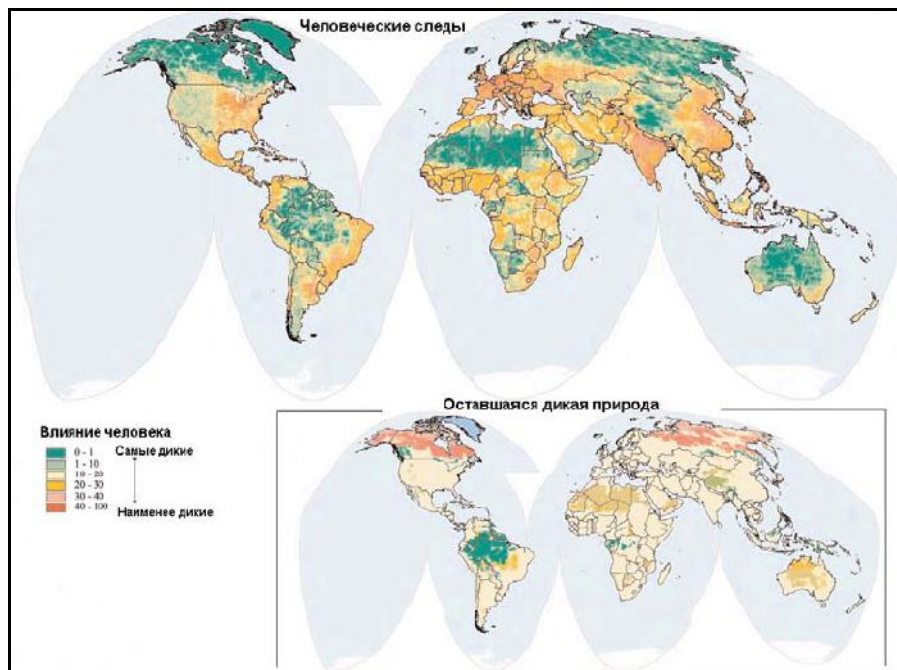 Человеческие следы
Оставшаяся дикая природа
Влияние человека
0 - 1
Самые дикие
1 - 10
10 - 20
20 - 30
30 - 40
40 - 100
Наименее дикие